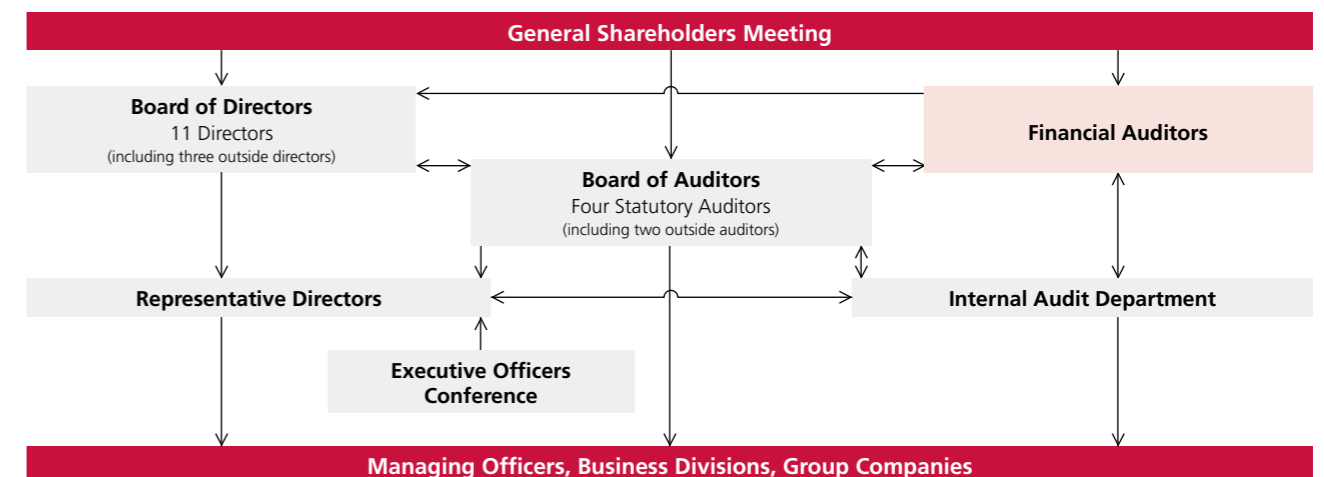 General Shareholders Meeting
Board of Directors
11 Directors
(including three outside directors)
Financial Auditors
Board of Auditors
Four Statutory Auditors
(including two outside auditors)
Representative Directors
Internal Audit Department
Executive Officers
Conference
Managing Officers, Business Divisions, Group Companies